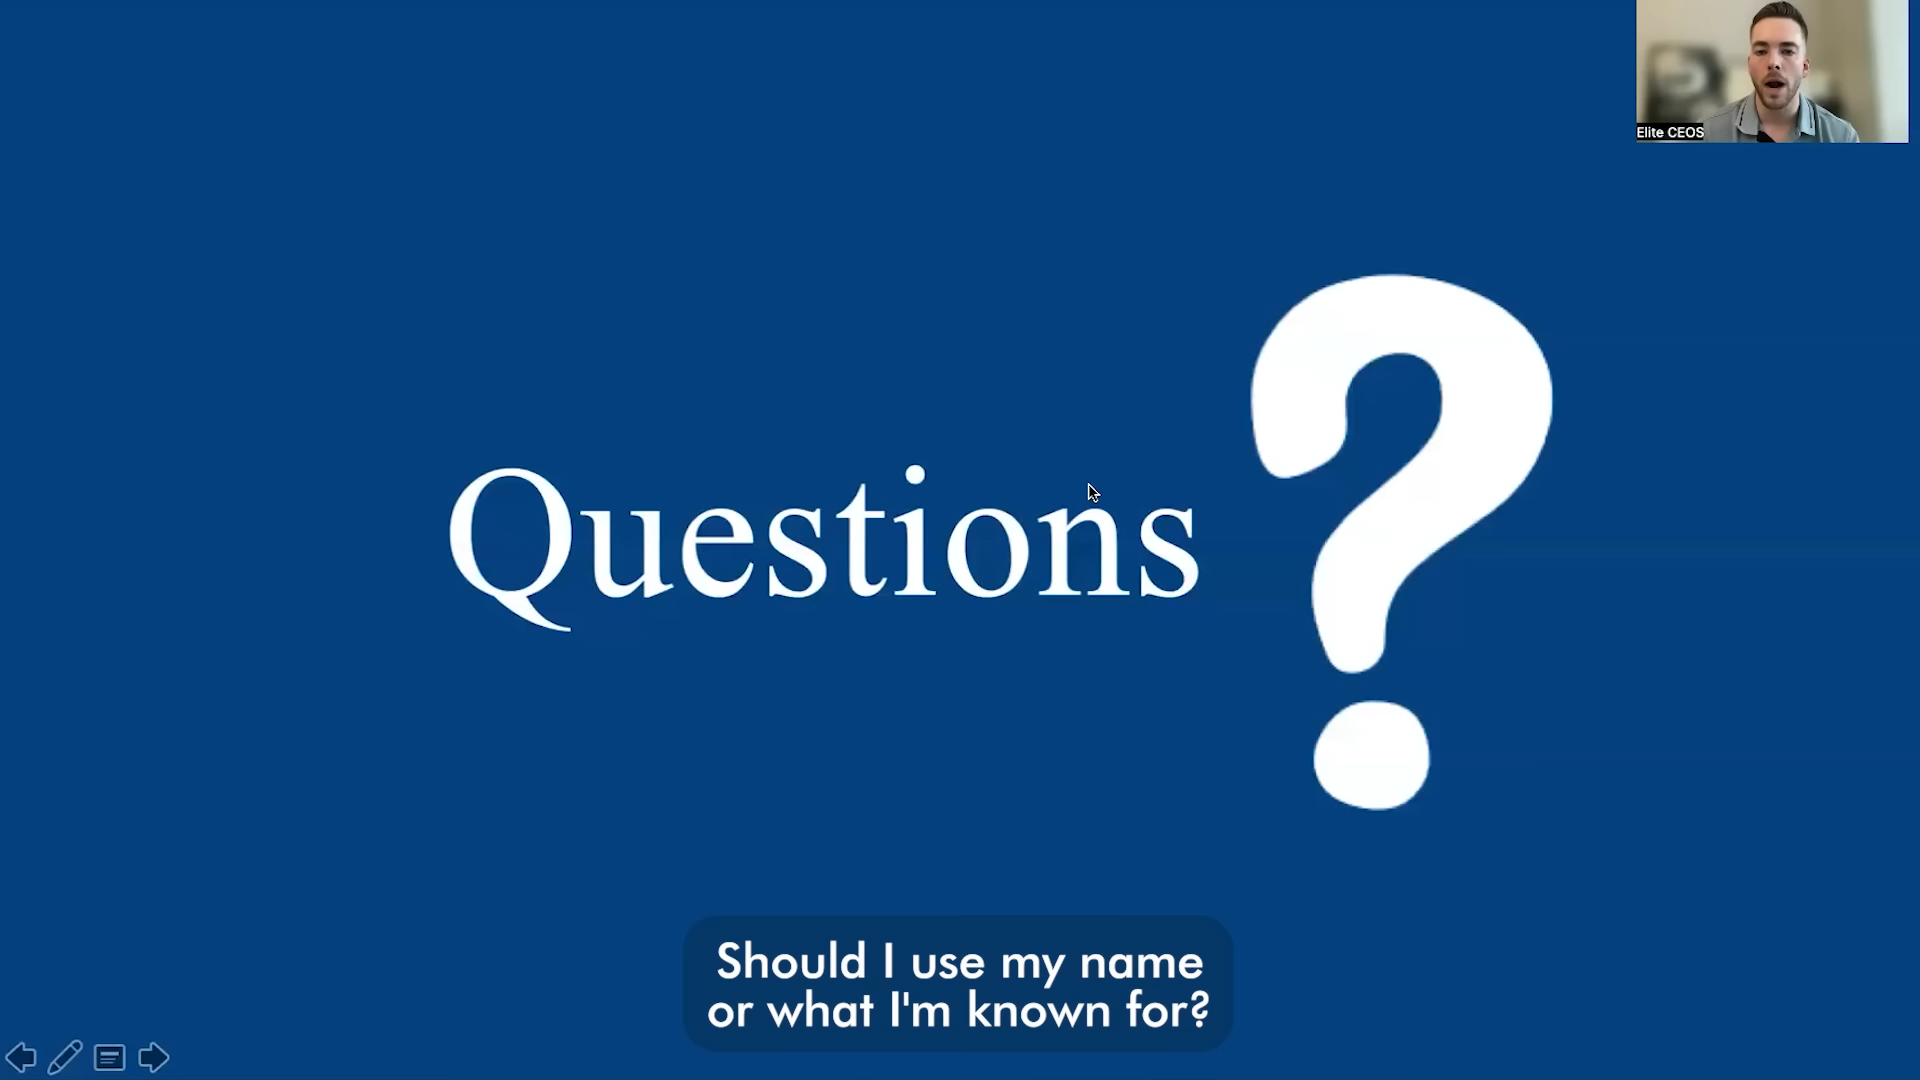 Elite CEOS
Questions ?
Should I use my name
or what I'm known for?